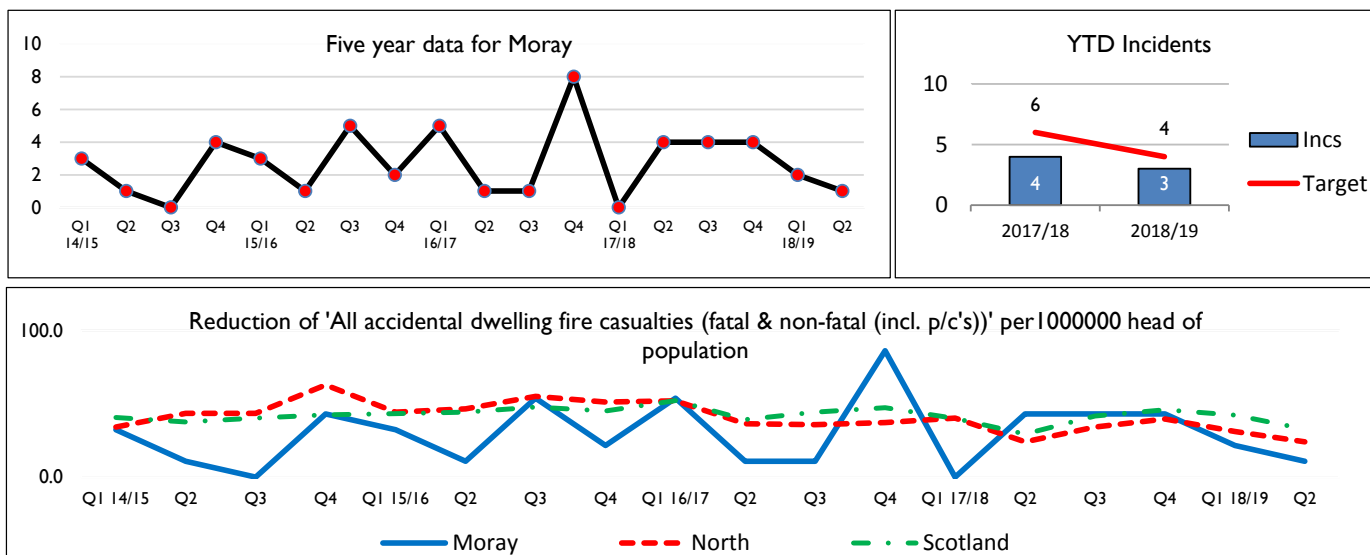 Five year data for Moray
10
8
6
4
2
0
Q1 Q2 Q3 Q4 Q1 Q2 Q3 Q4 Q1 Q2 Q3 Q4 Q1 Q2 Q3 Q4 Q1 Q2
14/15 15/16 16/17 17/18 18/19
YTD Incidents
10
5
0
6 4
4 3
2017/18 2018/19
Incs
Target
Reduction of 'All accidental dwelling fire casualties (fatal & non-fatal (incl. p/c's))' per1000000 head of
population
100.0
0.0
Q1 14/15 Q2 Q3 Q4 Q1 15/16 Q2 Q3 Q4 Q1 16/17 Q2 Q3 Q4 Q1 17/18 Q2 Q3 Q4 Q1 18/19 Q2
Moray North Scotland